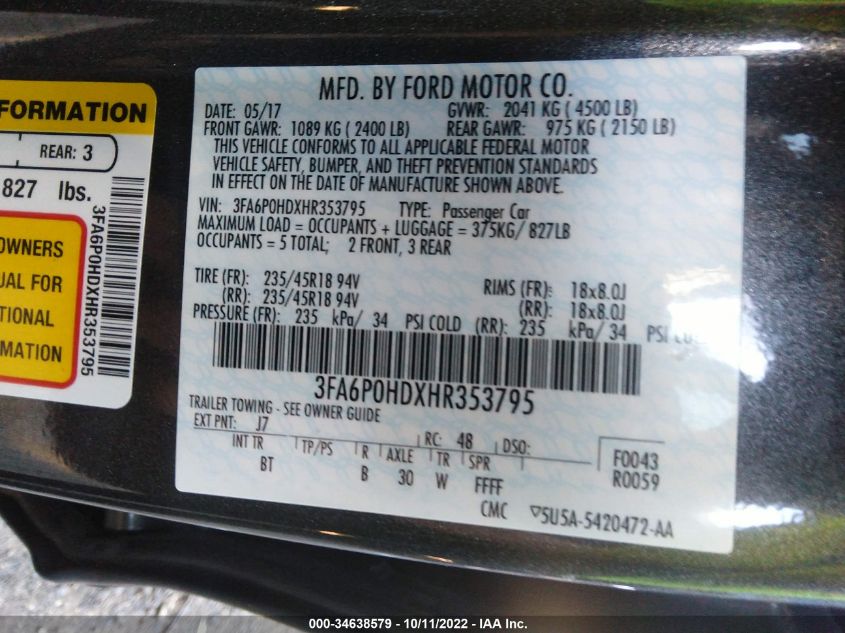 FORMATION
REAR: 3
827 lbs.
OWNERS
UAL FOR
TIONAL
RMATION
3FA6P0HDXHR353795
MFD. BY FORD MOTOR CO.
DATE: 05/17 GVWR: 2041 KG ( 4500 LB)
FRONT GAWR: 1089 KG ( 2400 LB) REAR GAWR: 975 KG ( 2150 LB)
THIS VEHICLE CONFORMS TO ALL APPLICABLE FEDERAL MOTOR
VEHICLE SAFETY, BUMPER, AND THEFT PREVENTION STANDARDS
IN EFFECT ON THE DATE OF MANUFACTURE SHOWN ABOVE.
VIN: 3FA6P0HDXHR353795 TYPE: Passenger Car
MAXIMUM LOAD = OCCUPANTS + LUGGAGE = 375KG/ 827LB
OCCUPANTS = 5 TOTAL; 2 FRONT, 3 REAR
TIRE (FR): 235/45R18 94V RIMS (FR): 18x8.0J
(RR): 235/45R18 94V (RR): 18x8.0J
PRESSURE (FR): 235 kPa/ 34 PSI COLD (RR): 235 kPa/ 34 PSI COLD
3FA6P0HDXHR353795
TRAILER TOWING - SEE OWNER GUIDE
EXT PNT: J7 RC: 48 DSO:
INT TR TP/PS R AXLE TR SPR
BT B 30 W FFFF
F0043
R0059
CMC ▽5U5A-5420472-AA
000-34638579 - 10/11/2022 - IAA Inc.